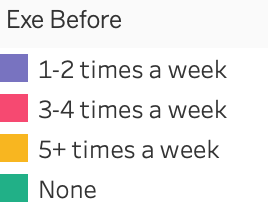 Exe Before
1-2 times a week
3-4 times a week
5+ times a week
None